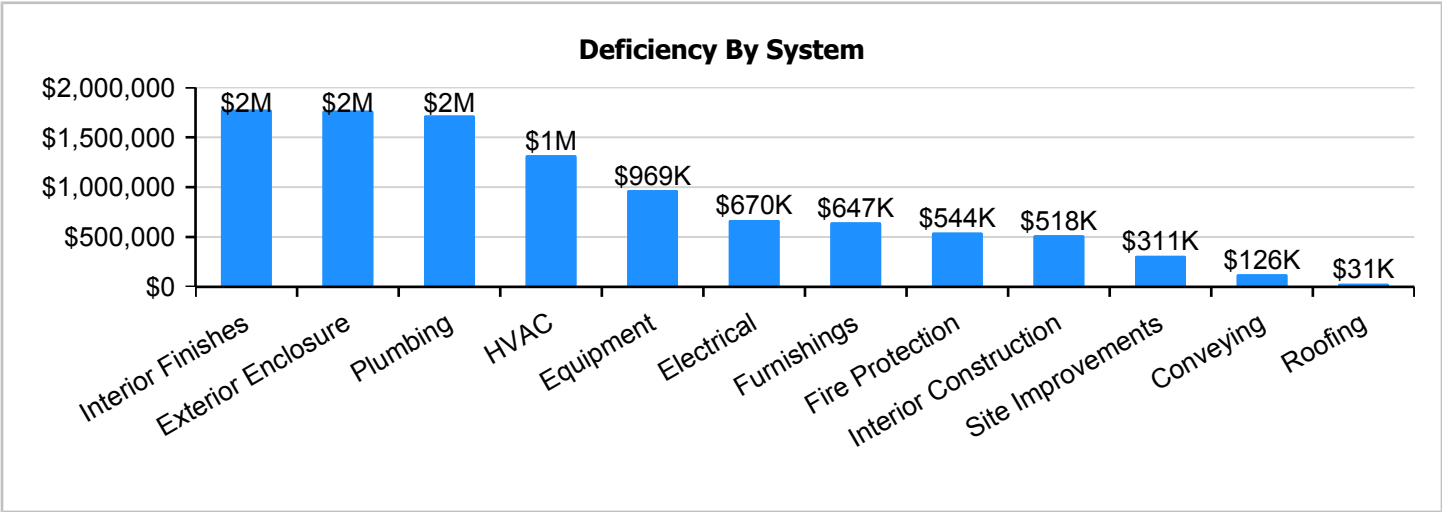 Deficiency By System
$2,000,000
$1,500,000
$1,000,000
$500,000
$0
$2M
$2M
$2M
$1M
$969K
$670K
$647K
$544K
$518K
$311K
$126K
$31K
Interior Finishes
Exterior Enclosure
Plumbing
HVAC
Equipment
Electrical
Furnishings
Fire Protection
Interior Construction
Site Improvements
Conveying
Roofing